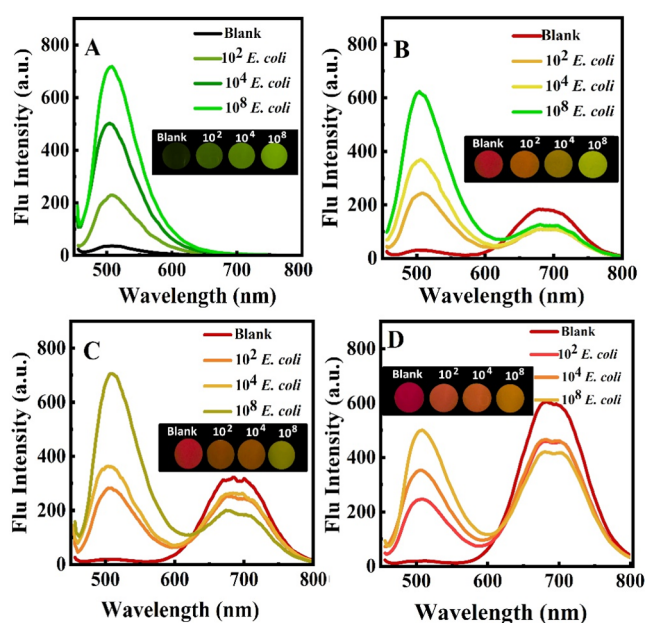 A
Blank
10² E. coli
10⁴ E. coli
10⁸ E. coli
Blank 10² 10⁴ 10⁸
Flu Intensity (a.u.)
800
600
400
200
0
500 600 700 800
Wavelength (nm)
B
Blank
10² E. coli
10⁴ E. coli
10⁸ E. coli
Blank 10² 10⁴ 10⁸
Flu Intensity (a.u.)
800
600
400
200
0
500 600 700 800
Wavelength (nm)
C
Blank
10² E. coli
10⁴ E. coli
10⁸ E. coli
Blank 10² 10⁴ 10⁸
Flu Intensity (a.u.)
800
600
400
200
0
500 600 700 800
Wavelength (nm)
D
Blank
10² E. coli
10⁴ E. coli
10⁸ E. coli
Blank 10² 10⁴ 10⁸
Flu Intensity (a.u.)
800
600
400
200
0
500 600 700 800
Wavelength (nm)